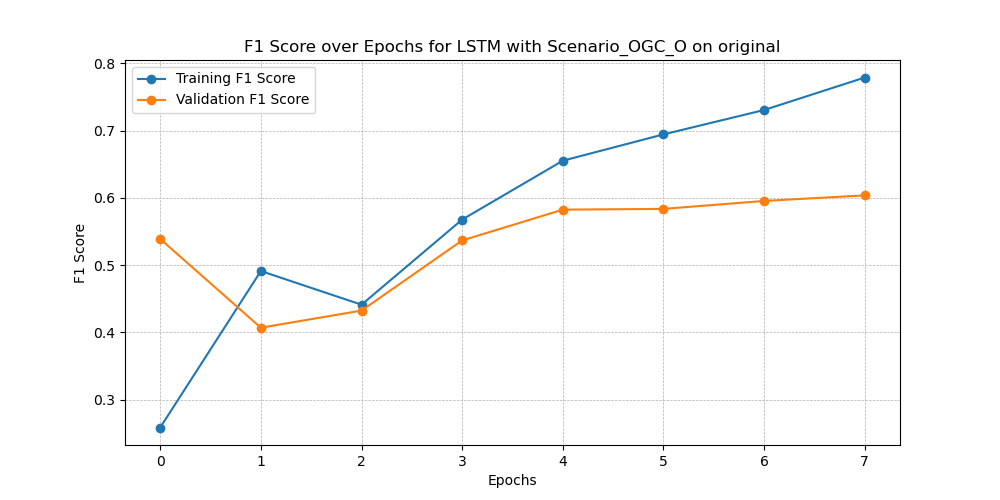 F1 Score over Epochs for LSTM with Scenario_OGC_O on original
Training F1 Score
Validation F1 Score
0.8
0.7
0.6
0.5
0.4
0.3
F1 Score
0 1 2 3 4 5 6 7
Epochs